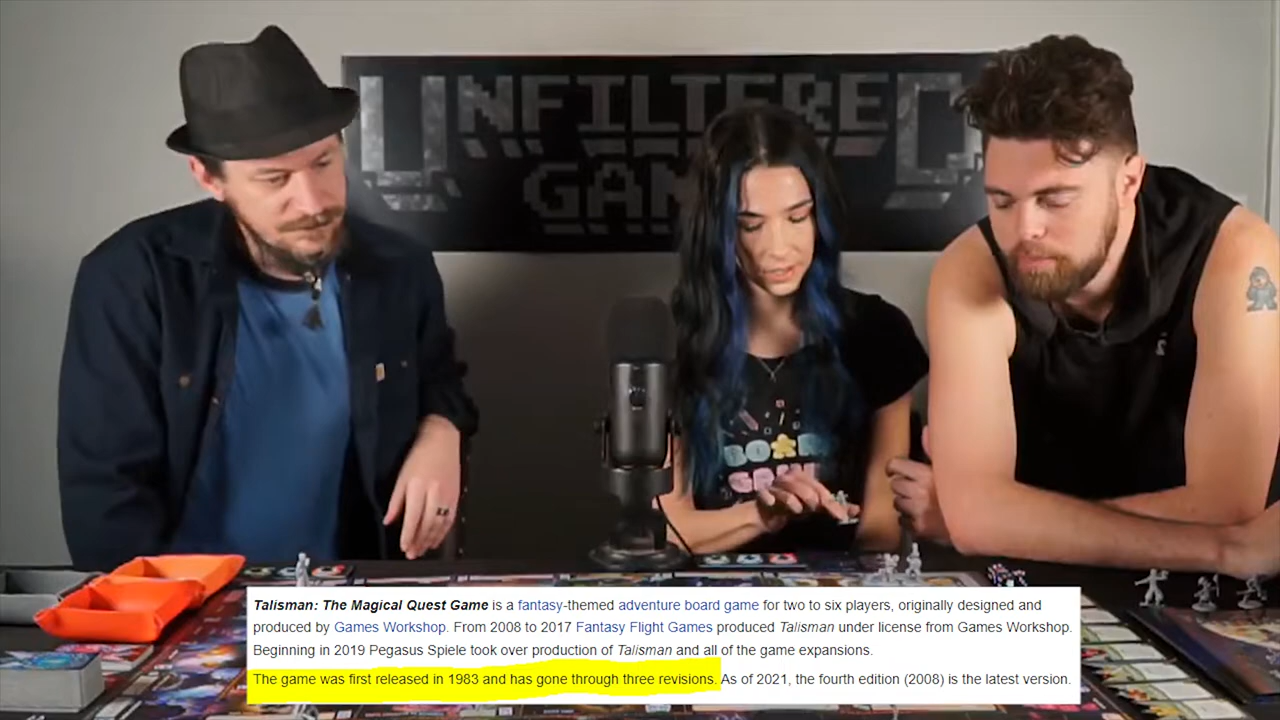 UNFILTERED
GAM
BOARD
Talisman: The Magical Quest Game is a fantasy-themed adventure board game for two to six players, originally designed and
produced by Games Workshop. From 2008 to 2017 Fantasy Flight Games produced Talisman under license from Games Workshop.
Beginning in 2019 Pegasus Spiele took over production of Talisman and all of the game expansions.
The game was first released in 1983 and has gone through three revisions. As of 2021, the fourth edition (2008) is the latest version.